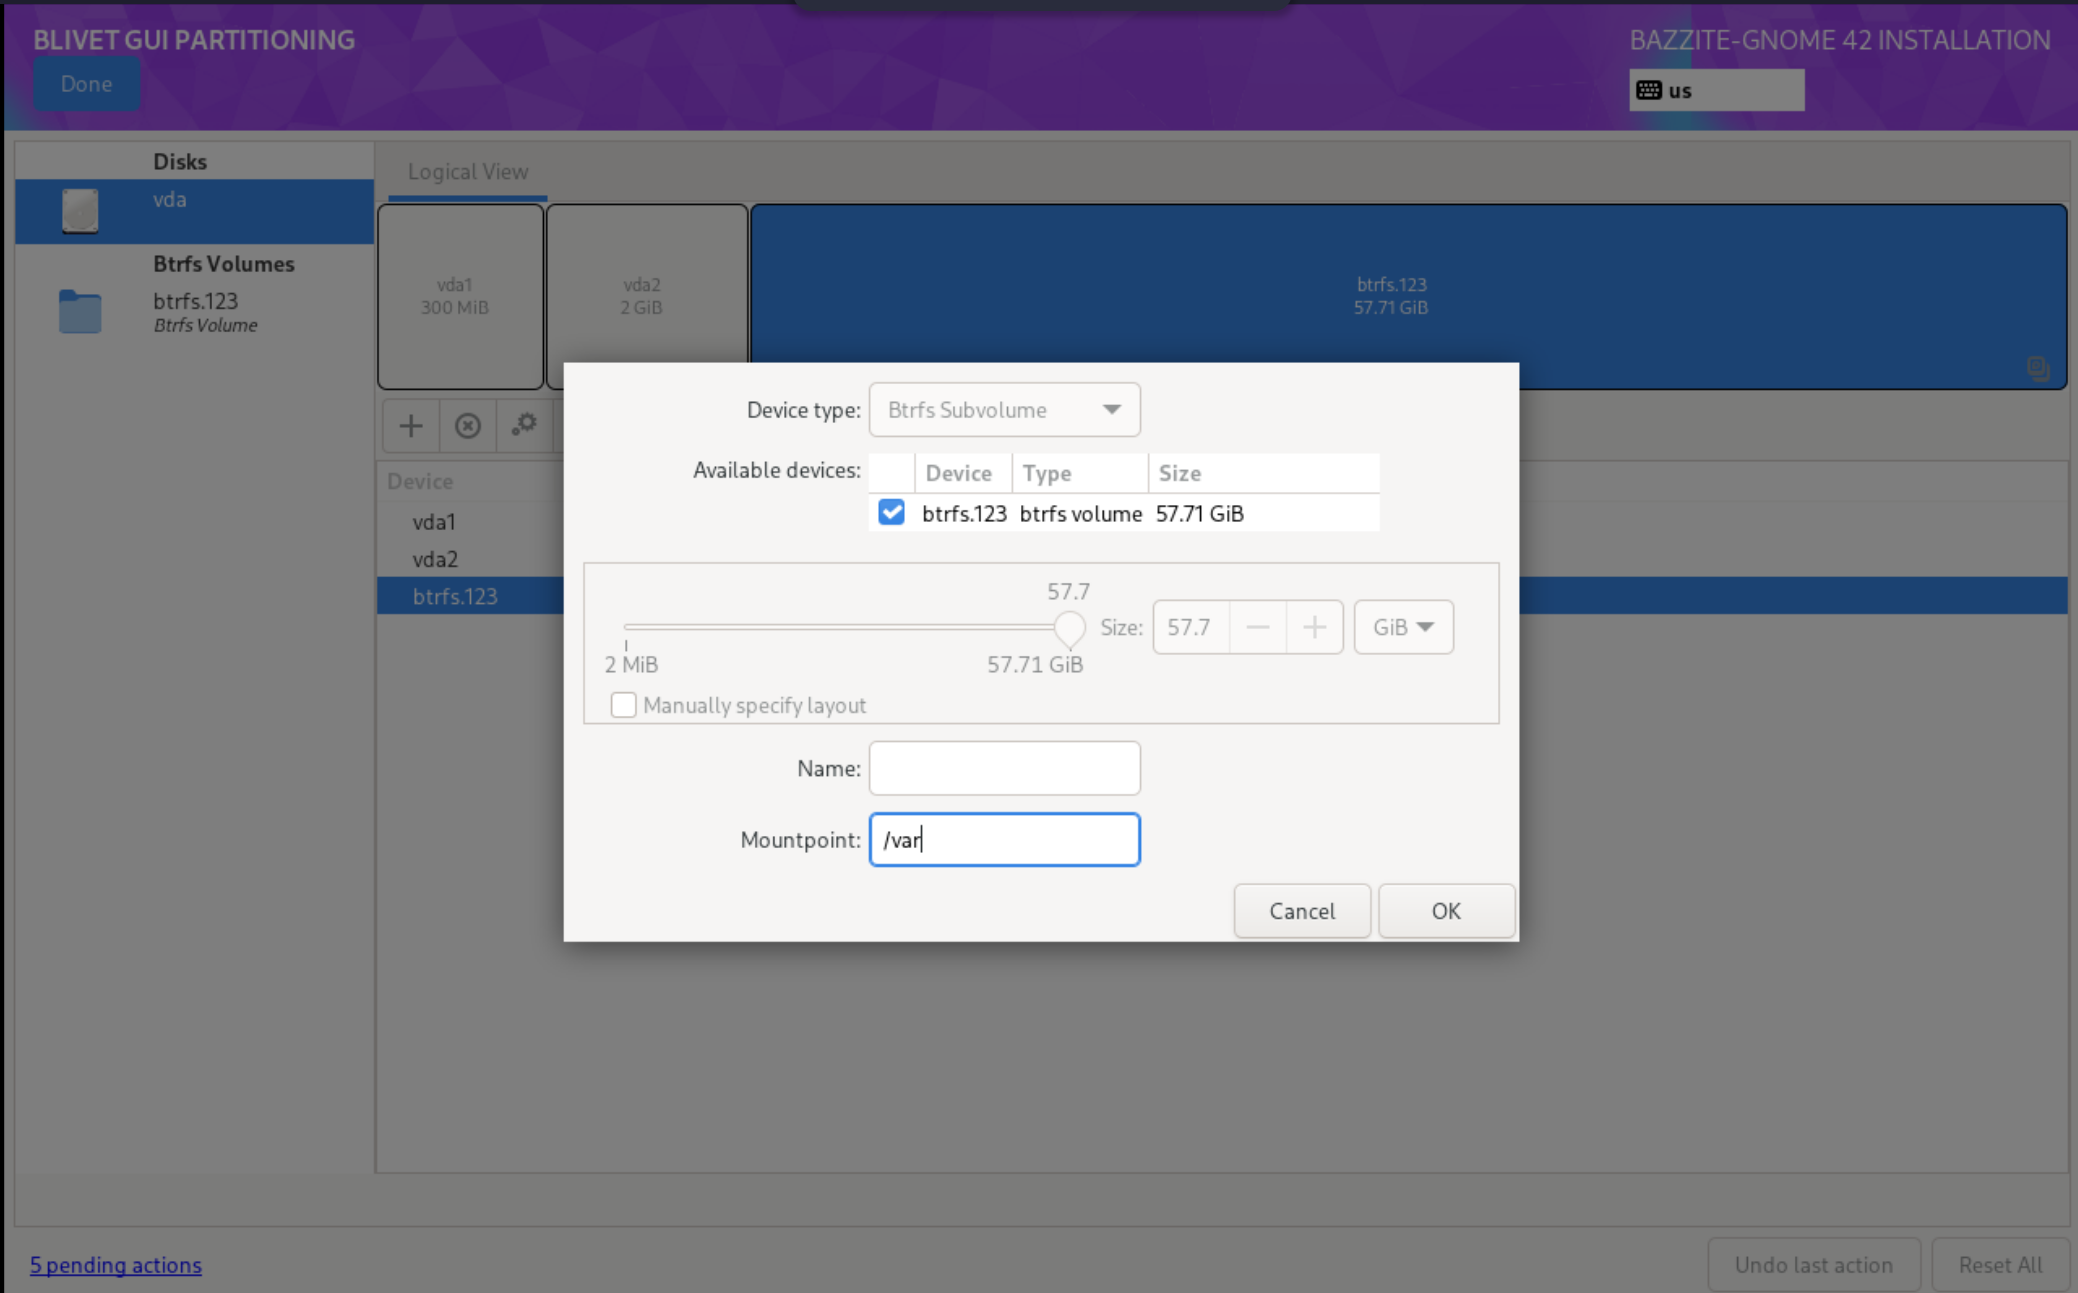 BLIVET GUI PARTITIONING
Done
BAZZITE-GNOME 42 INSTALLATION
us
Disks
vda
Btrfs Volumes
btrfs.123
Btrfs Volume
Logical View
vda1
300 MiB
vda2
2 GiB
btrfs.123
57.71 GiB
Device
vda1
vda2
btrfs.123
Device type: Btrfs Subvolume
Available devices:
Device Type Size
btrfs.123 btrfs volume 57.71 GiB
57.7
2 MiB
57.71 GiB
Size: 57.7 GiB
Manually specify layout
Name:
Mountpoint: /var
Cancel
OK
5 pending actions
Undo last action
Reset All